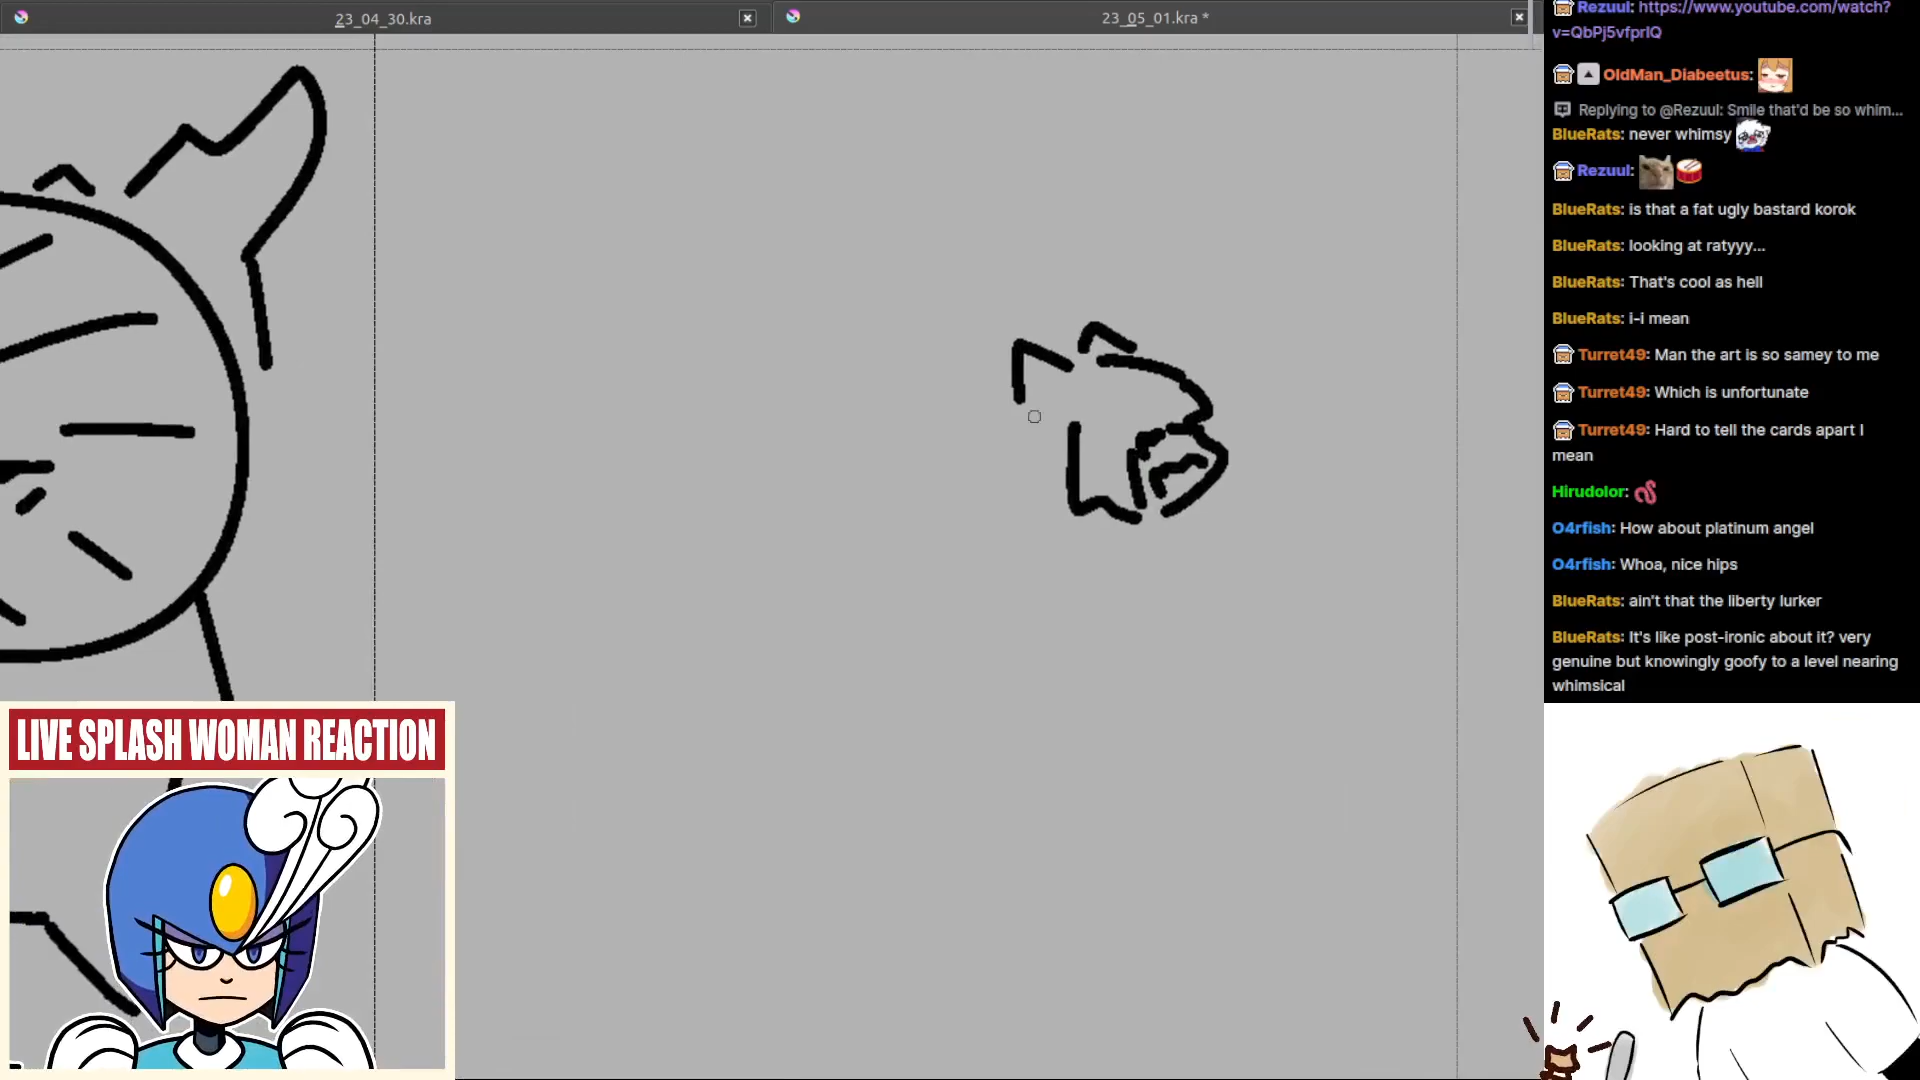 23_04_30.kra
23_05_01.kra *
Rezuul: https://www.youtube.com/watch?
v=QbPj5vfprIQ
OldMan_Diabeetus:
Replying to @Rezuul: Smile that'd be so whim...
BlueRats: never whimsy
Rezuul:
BlueRats: is that a fat ugly bastard korok
BlueRats: looking at ratyyy...
BlueRats: That's cool as hell
BlueRats: i-i mean
Turret49: Man the art is so samey to me
Turret49: Which is unfortunate
Turret49: Hard to tell the cards apart I
mean
Hirudolor:
O4rfish: How about platinum angel
O4rfish: Whoa, nice hips
BlueRats: ain't that the liberty lurker
BlueRats: It's like post-ironic about it? very
genuine but knowingly goofy to a level nearing
whimsical
LIVE SPLASH WOMAN REACTION